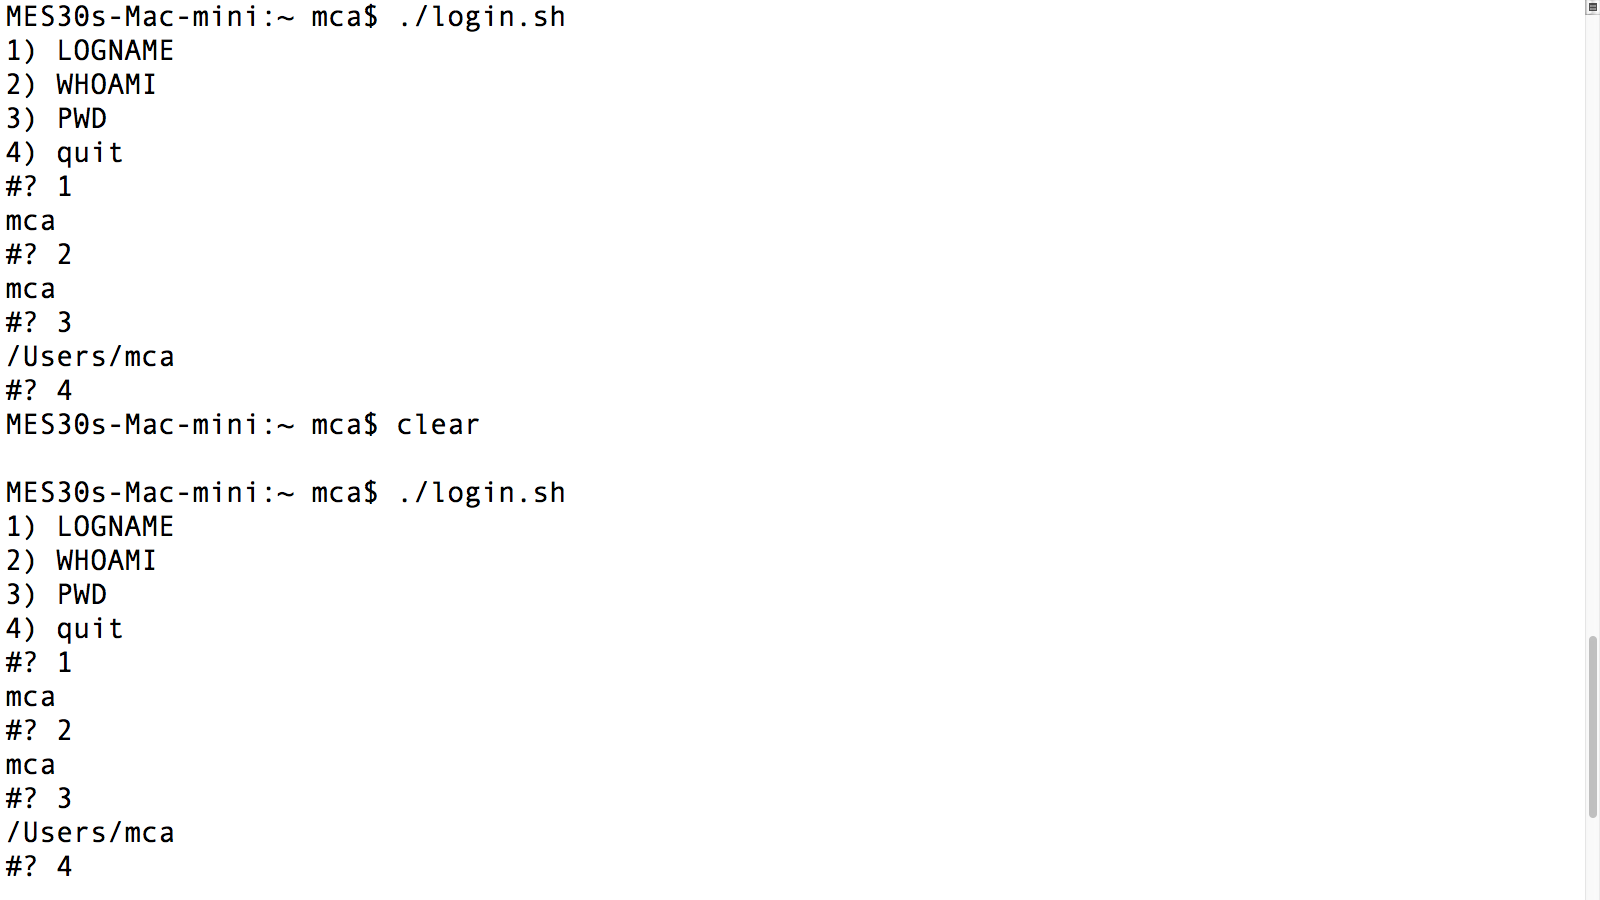 MES30s-Mac-mini:~ mca$ ./login.sh
1) LOGNAME
2) WHOAMI
3) PWD
4) quit
#? 1
mca
#? 2
mca
#? 3
/Users/mca
#? 4
MES30s-Mac-mini:~ mca$ clear
MES30s-Mac-mini:~ mca$ ./login.sh
1) LOGNAME
2) WHOAMI
3) PWD
4) quit
#? 1
mca
#? 2
mca
#? 3
/Users/mca
#? 4